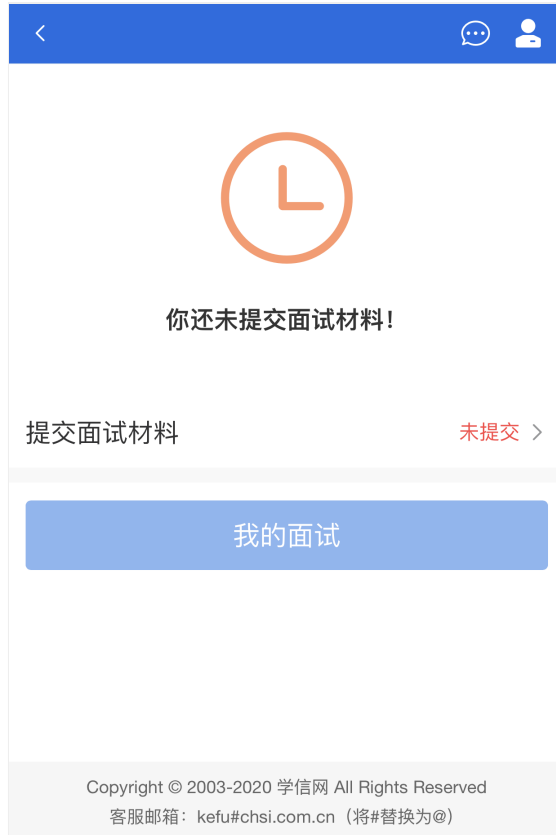 你还未提交面试材料！
提交面试材料 未提交
我的面试
Copyright © 2003-2020 学信网 All Rights Reserved
客服邮箱：kefu#chsi.com.cn（将#替换为@）